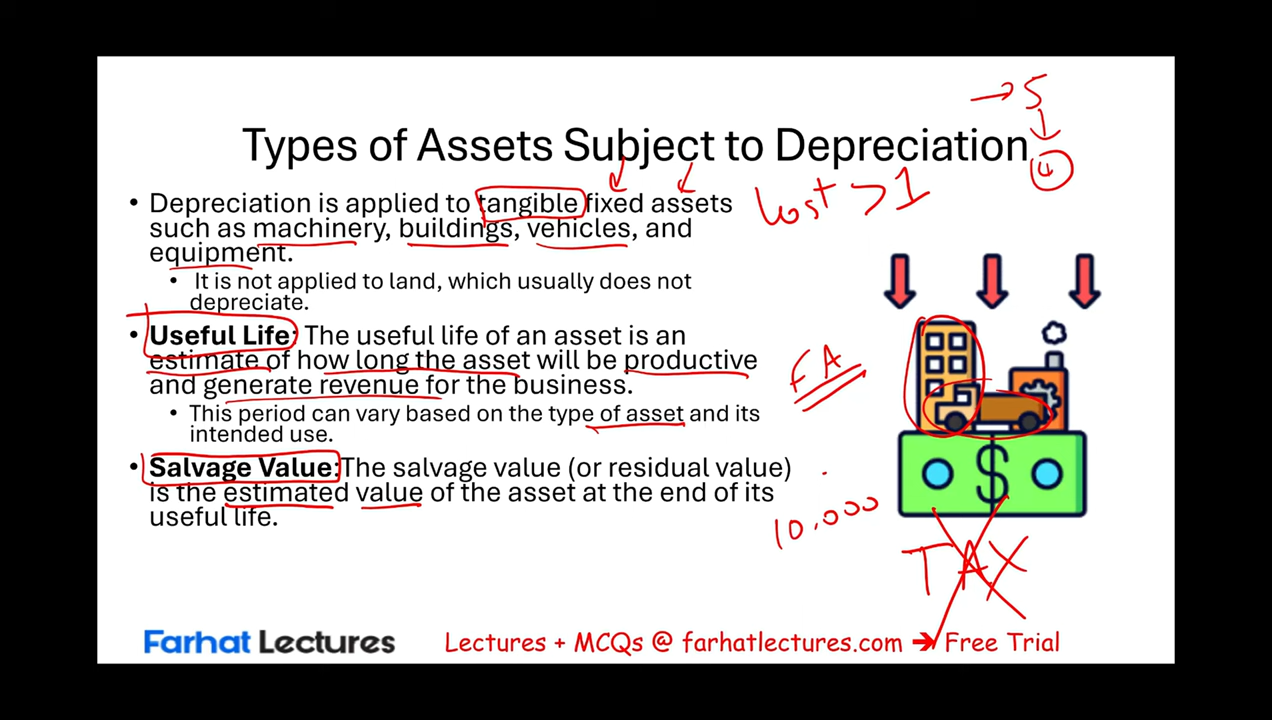 → 5
↓
4
Types of Assets Subject to Depreciation
• Depreciation is applied to tangible fixed assets
such as machinery, buildings, vehicles, and
equipment.
• It is not applied to land, which usually does not
depreciate.
• Useful Life: The useful life of an asset is an
estimate of how long the asset will be productive
and generate revenue for the business.
• This period can vary based on the type of asset and its
intended use.
• Salvage Value: The salvage value (or residual value)
is the estimated value of the asset at the end of its
useful life.
last > 1
FA
$
10.000
TAX
Farhat Lectures
Lectures + MCQs @ farhatlectures.com → Free Trial